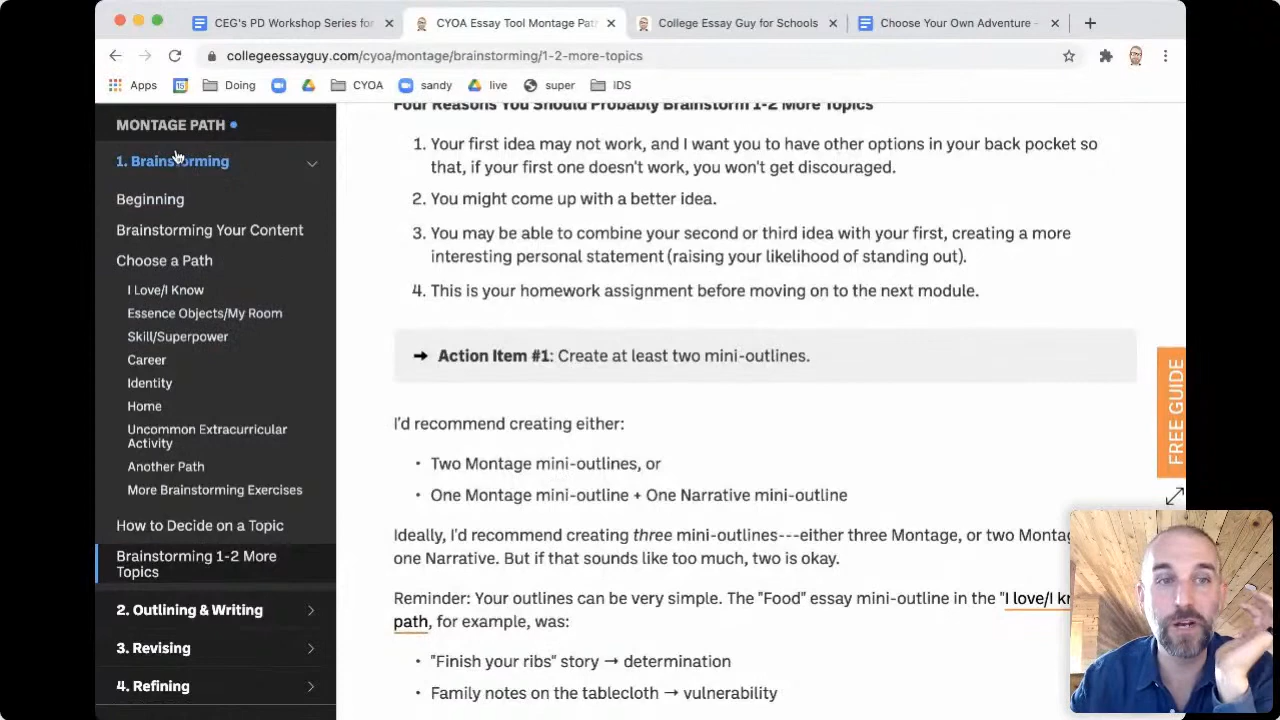 CEG's PD Workshop Series for
CYOA Essay Tool Montage Pat
College Essay Guy for Schools
Choose Your Own Adventure -
collegeessayguy.com/cyoa/montage/brainstorming/1-2-more-topics
Apps
Doing
CYOA
sandy
live
super
IDS
MONTAGE PATH
1. Brainstorming
Beginning
Brainstorming Your Content
Choose a Path
I Love/I Know
Essence Objects/My Room
Skill/Superpower
Career
Identity
Home
Uncommon Extracurricular
Activity
Another Path
More Brainstorming Exercises
How to Decide on a Topic
Brainstorming 1-2 More
Topics
2. Outlining & Writing
3. Revising
4. Refining
Four Reasons You Should Probably Brainstorm 1-2 More Topics
1. Your first idea may not work, and I want you to have other options in your back pocket so
that, if your first one doesn't work, you won't get discouraged.
2. You might come up with a better idea.
3. You may be able to combine your second or third idea with your first, creating a more
interesting personal statement (raising your likelihood of standing out).
4. This is your homework assignment before moving on to the next module.
→ Action Item #1: Create at least two mini-outlines.
I'd recommend creating either:
• Two Montage mini-outlines, or
• One Montage mini-outline + One Narrative mini-outline
Ideally, I'd recommend creating three mini-outlines---either three Montage, or two Montag
one Narrative. But if that sounds like too much, two is okay.
Reminder: Your outlines can be very simple. The "Food" essay mini-outline in the "I love/I kn
path, for example, was:
• "Finish your ribs" story → determination
• Family notes on the tablecloth → vulnerability
FREE GUIDE